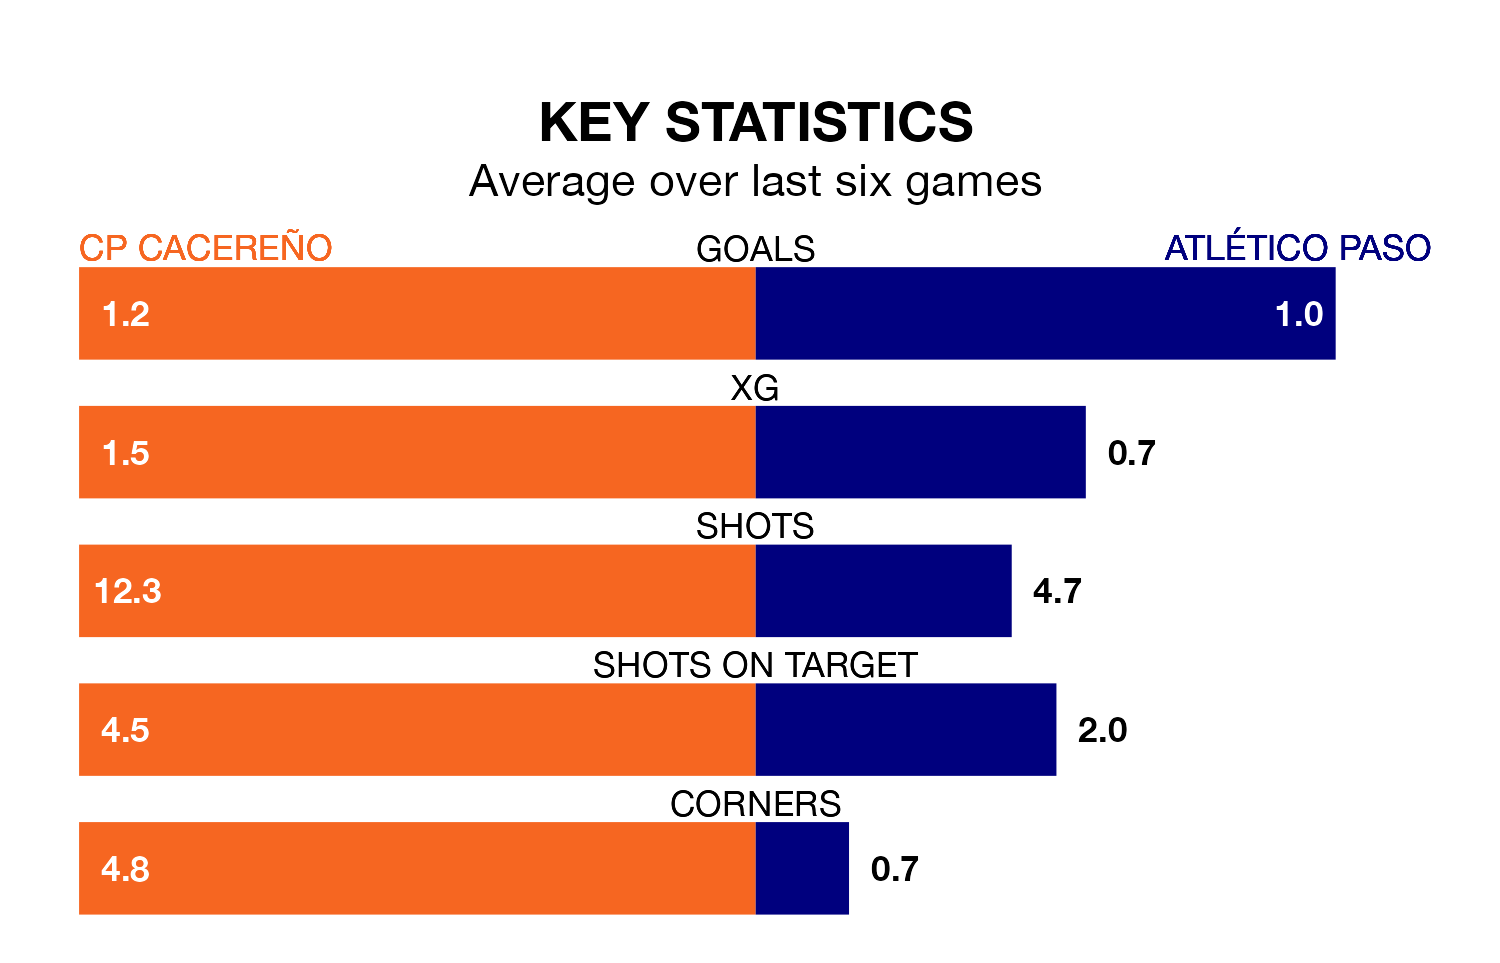 KEY STATISTICS
Average over last six games
CP CACEREÑO GOALS ATLÉTICO PASO
1.2 1.0
XG
1.5 0.7
SHOTS
12.3 4.7
SHOTS ON TARGET
4.5 2.0
CORNERS
4.8 0.7